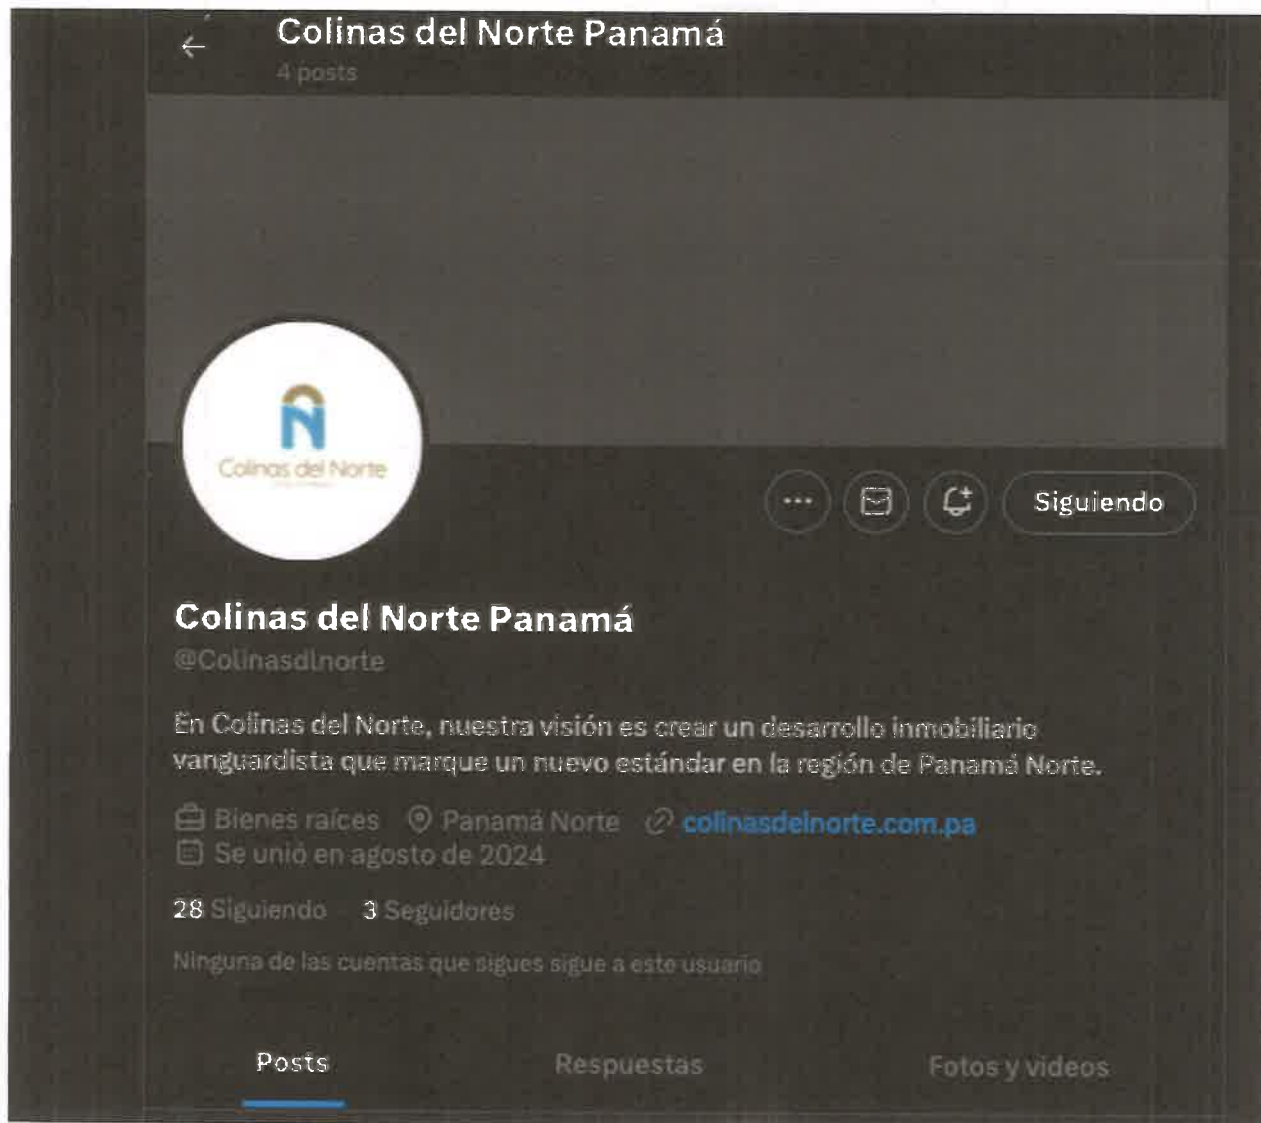 Colinas del Norte Panamá
4 posts
Colinas del Norte
Siguiendo
Colinas del Norte Panamá
@Colinasdlnorte
En Colinas del Norte, nuestra visión es crear un desarrollo inmobiliario
vanguardista que marque un nuevo estándar en la región de Panamá Norte.
Bienes raíces Panamá Norte colinasdelnorte.com.pa
Se unió en agosto de 2024
28 Siguiendo 3 Seguidores
Ninguna de las cuentas que sigues sigue a este usuario
Posts Respuestas Fotos y videos